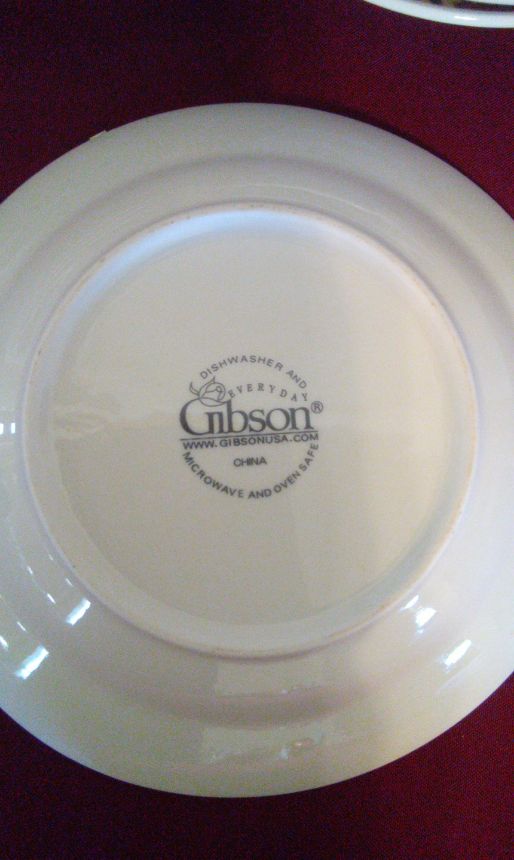 DISHWASHER AND
EVERYDAY
Gibson®
WWW.GIBSONUSA.COM
CHINA
MICROWAVE AND OVEN SAFE